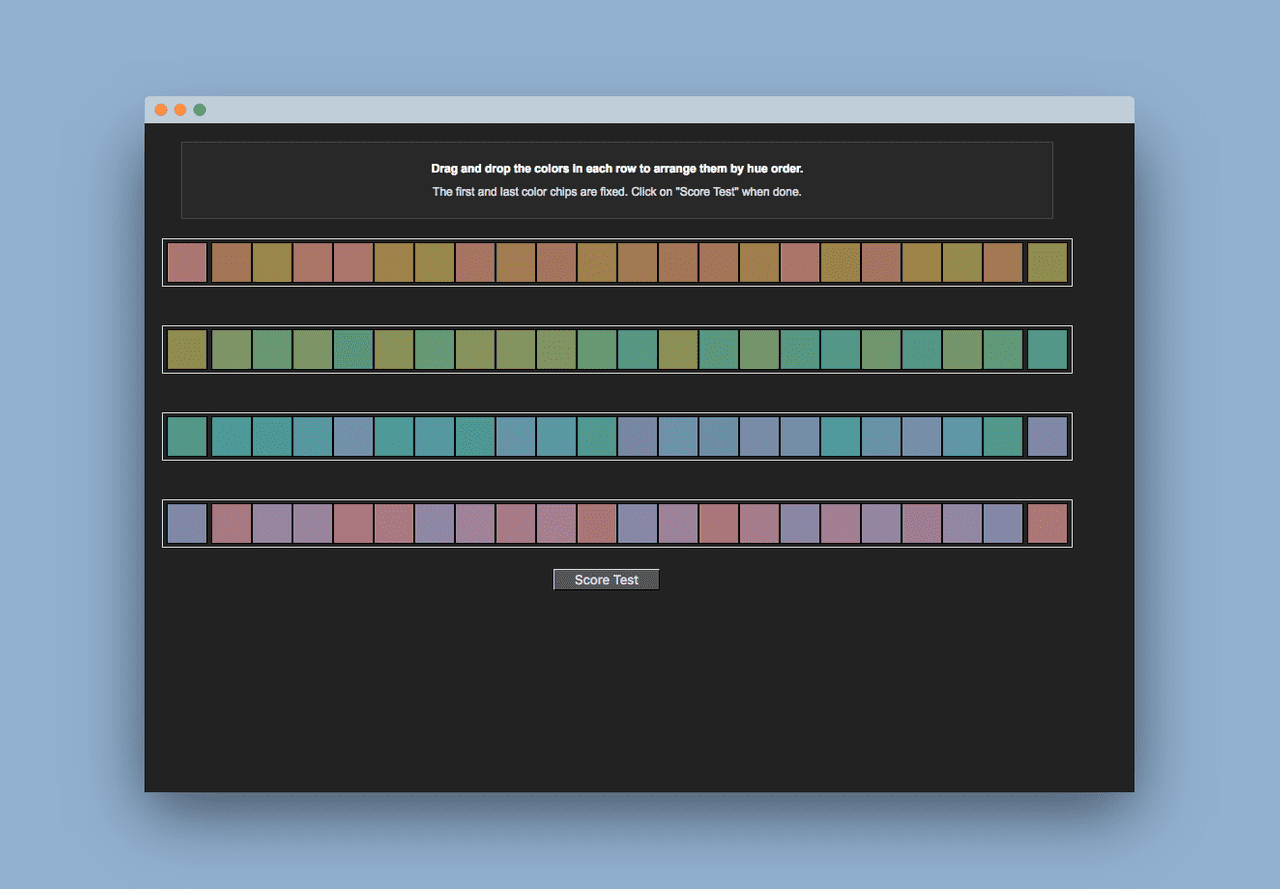 Drag and drop the colors in each row to arrange them by hue order.
The first and last color chips are fixed. Click on "Score Test" when done.
Score Test